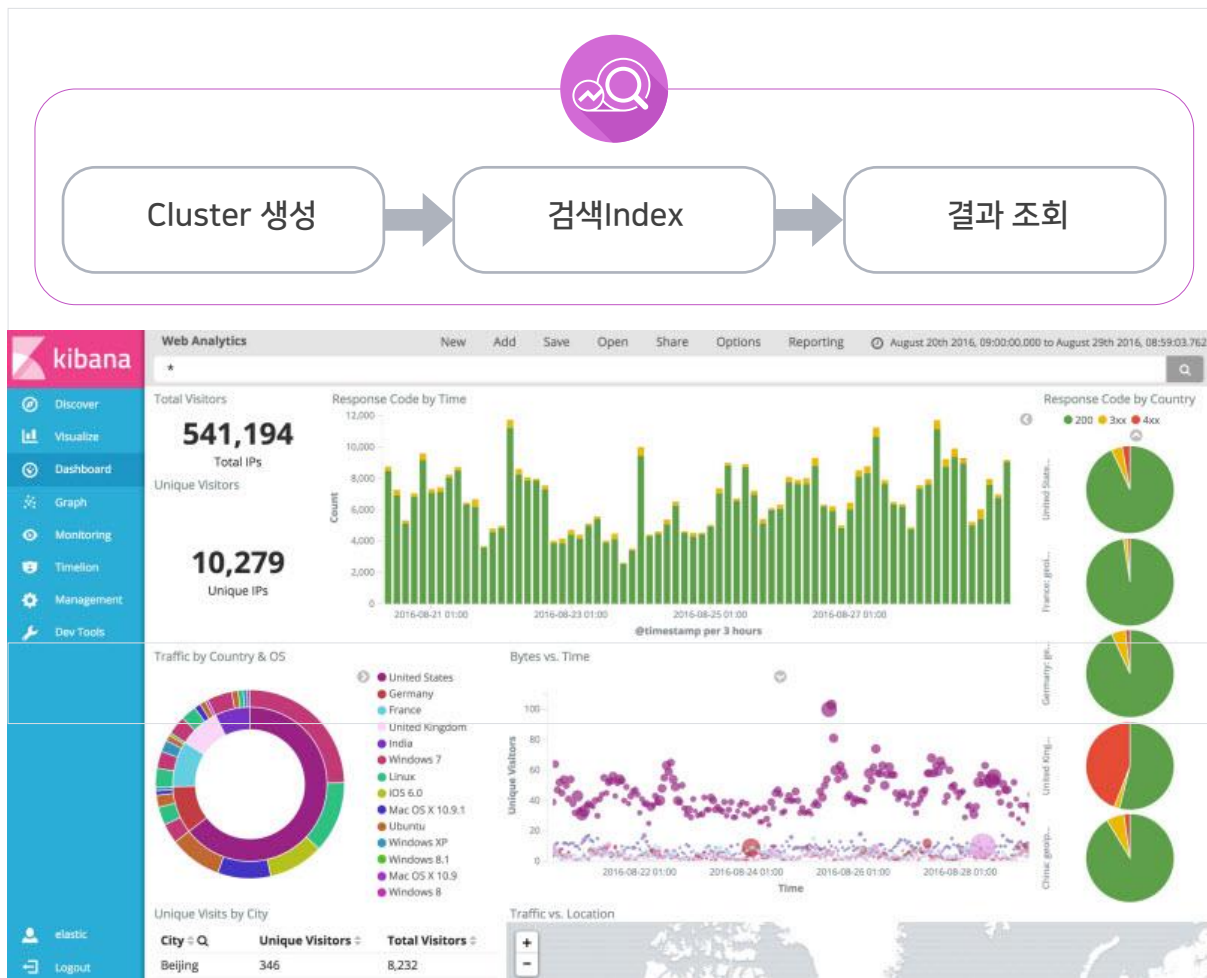 Cluster 생성
검색Index
결과 조회
kibana
Web Analytics
New Add Save Open Share Options Reporting August 20th 2016, 09:00:00.000 to August 29th 2016, 08:59:03.762
*
Discover
Visualize
Dashboard
Graph
Monitoring
Timelion
Management
Dev Tools
elastic
Logout
Total Visitors
541,194
Total IPs
Unique Visitors
10,279
Unique IPs
Response Code by Time
12,000
10,000
8,000
6,000
4,000
2,000
0
Count
2016-08-21 01:00 2016-08-23 01:00 2016-08-25 01:00 2016-08-27 01:00
@timestamp per 3 hours
Response Code by Country
200 3xx 4xx
United State...
France: geoi...
Germany: ge...
United King...
China: geoip...
Traffic by Country & OS
United States
Germany
France
United Kingdom
India
Windows 7
Linux
iOS 6.0
Mac OS X 10.9.1
Ubuntu
Windows XP
Windows 8.1
Mac OS X 10.9
Windows 8
Bytes vs. Time
100
80
60
40
20
0
Unique Visitors
2016-08-22 01:00 2016-08-24 01:00 2016-08-26 01:00 2016-08-28 01:00
Time
Unique Visits by City
City Unique Visitors Total Visitors
Beijing 346 8,232
Traffic vs. Location
+
−